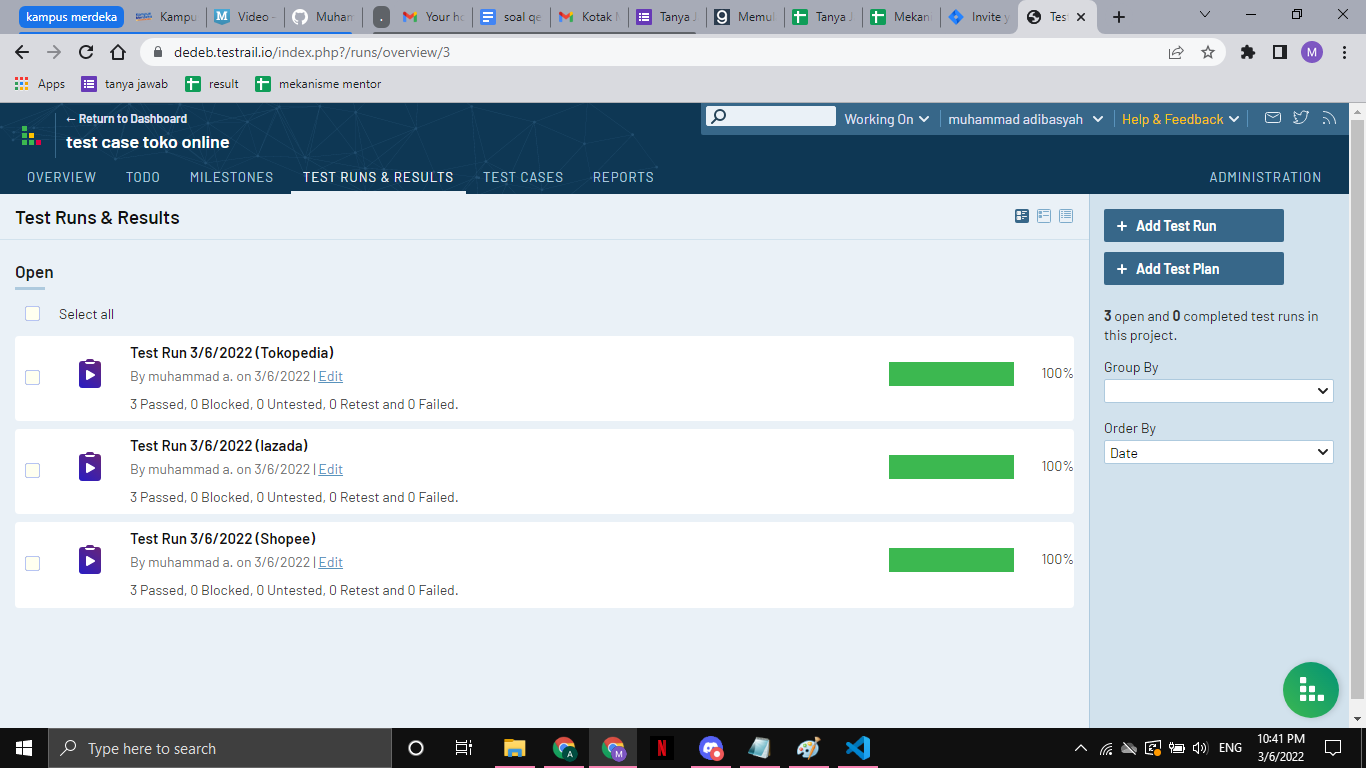 kampus merdeka
Kampu
Video -
Muham
.
Your ho
soal qe
Kotak M
Tanya J
Memul
Tanya J
Mekani
Invite y
Test
dedeb.testrail.io/index.php?/runs/overview/3
M
Apps
tanya jawab
result
mekanisme mentor
← Return to Dashboard
test case toko online
Working On
muhammad adibasyah
Help & Feedback
OVERVIEW
TODO
MILESTONES
TEST RUNS & RESULTS
TEST CASES
REPORTS
ADMINISTRATION
Test Runs & Results
+ Add Test Run
+ Add Test Plan
3 open and 0 completed test runs in
this project.
Group By
Order By
Date
Open
Select all
Test Run 3/6/2022 (Tokopedia)
By muhammad a. on 3/6/2022 | Edit
3 Passed, 0 Blocked, 0 Untested, 0 Retest and 0 Failed.
100%
Test Run 3/6/2022 (lazada)
By muhammad a. on 3/6/2022 | Edit
3 Passed, 0 Blocked, 0 Untested, 0 Retest and 0 Failed.
100%
Test Run 3/6/2022 (Shopee)
By muhammad a. on 3/6/2022 | Edit
3 Passed, 0 Blocked, 0 Untested, 0 Retest and 0 Failed.
100%
Type here to search
A
M
N
ENG
10:41 PM
3/6/2022